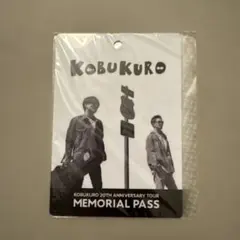 KOBUKURO
KOBUKURO 20TH ANNIVERSARY TOUR
MEMORIAL PASS